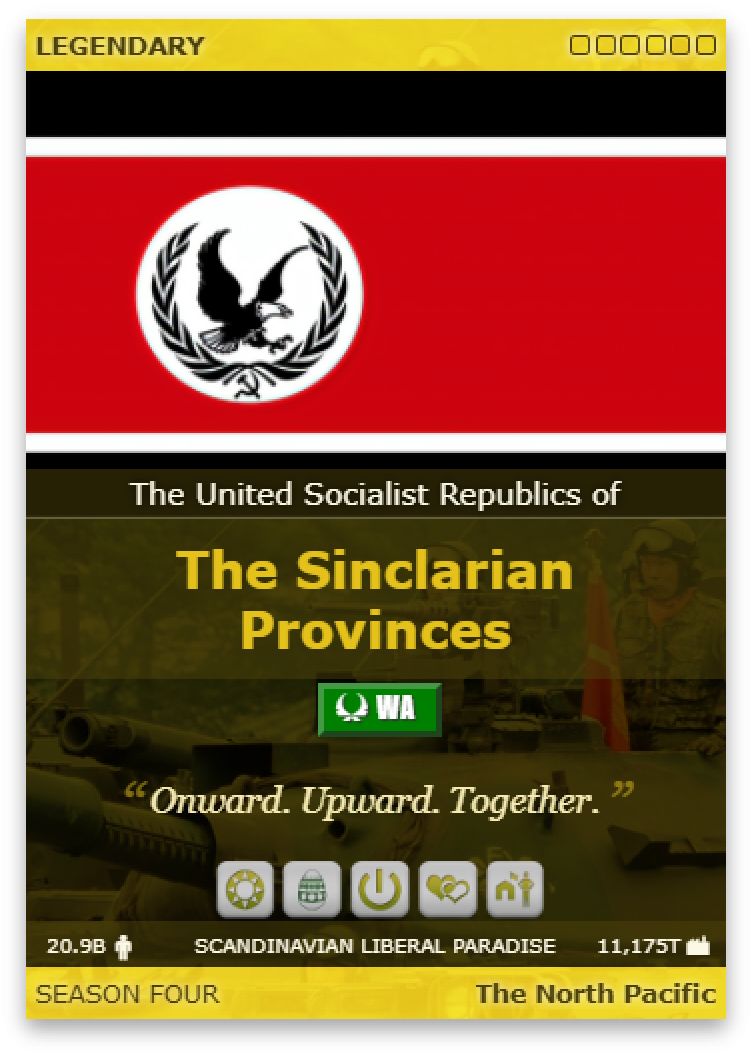 LEGENDARY
The United Socialist Republics of
The Sinclarian
Provinces
WA
“Onward. Upward. Together.”
20.9B SCANDINAVIAN LIBERAL PARADISE 11,175T
SEASON FOUR The North Pacific